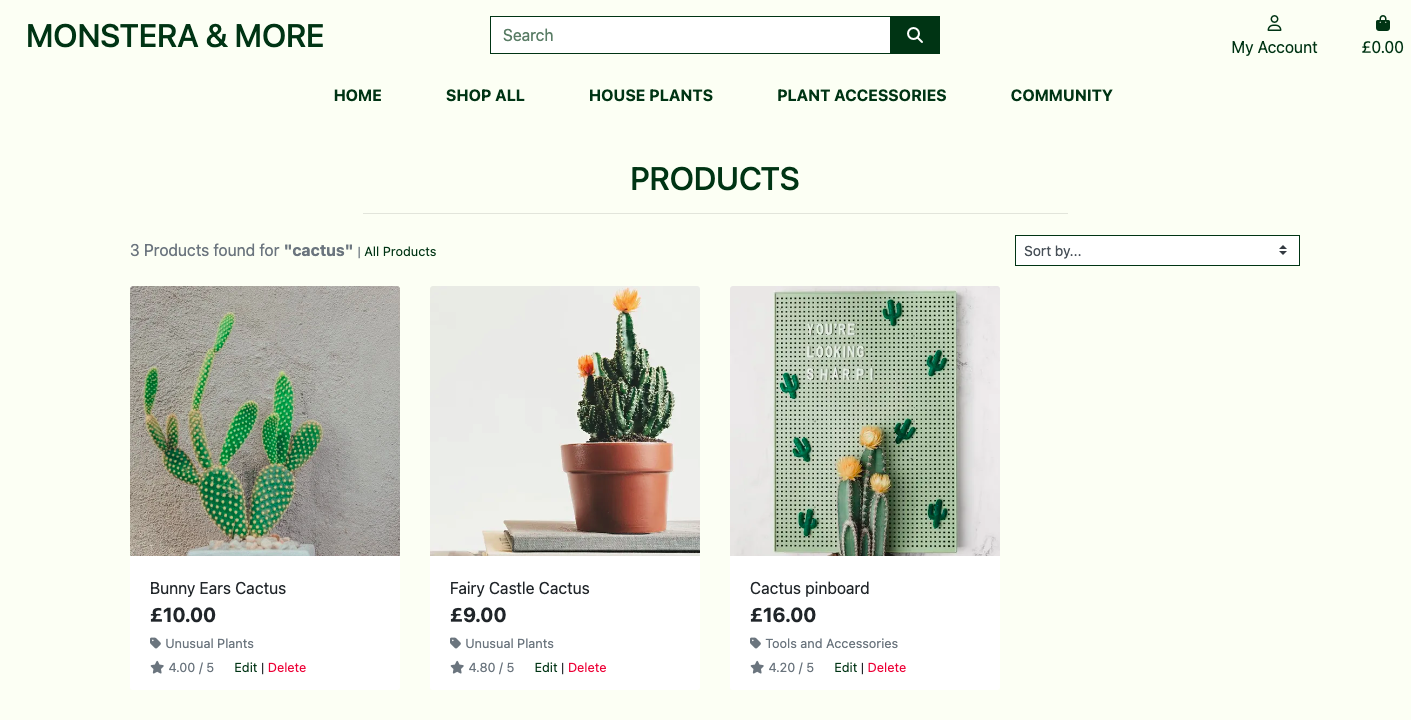 MONSTERA & MORE
Search
My Account
£0.00
HOME
SHOP ALL
HOUSE PLANTS
PLANT ACCESSORIES
COMMUNITY
PRODUCTS
3 Products found for "cactus" | All Products
Sort by...
YOU'RE
LOOKING
SHARP!
Bunny Ears Cactus
£10.00
Unusual Plants
4.00 / 5 Edit | Delete
Fairy Castle Cactus
£9.00
Unusual Plants
4.80 / 5 Edit | Delete
Cactus pinboard
£16.00
Tools and Accessories
4.20 / 5 Edit | Delete